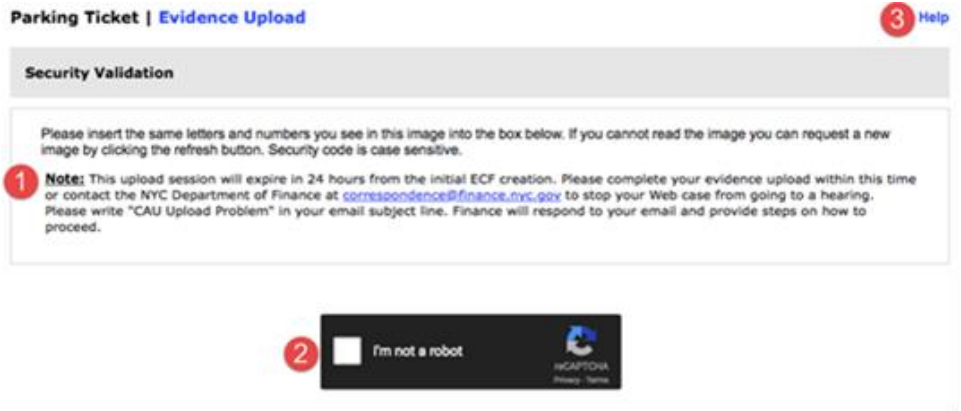 Parking Ticket | Evidence Upload
3 Help
Security Validation
Please insert the same letters and numbers you see in this image into the box below. If you cannot read the image you can request a new
image by clicking the refresh button. Security code is case sensitive.
1 Note: This upload session will expire in 24 hours from the initial ECF creation. Please complete your evidence upload within this time
or contact the NYC Department of Finance at correspondence@finance.nyc.gov to stop your Web case from going to a hearing.
Please write "CAU Upload Problem" in your email subject line. Finance will respond to your email and provide steps on how to
proceed.
2 I'm not a robot
reCAPTCHA
Privacy - Terms